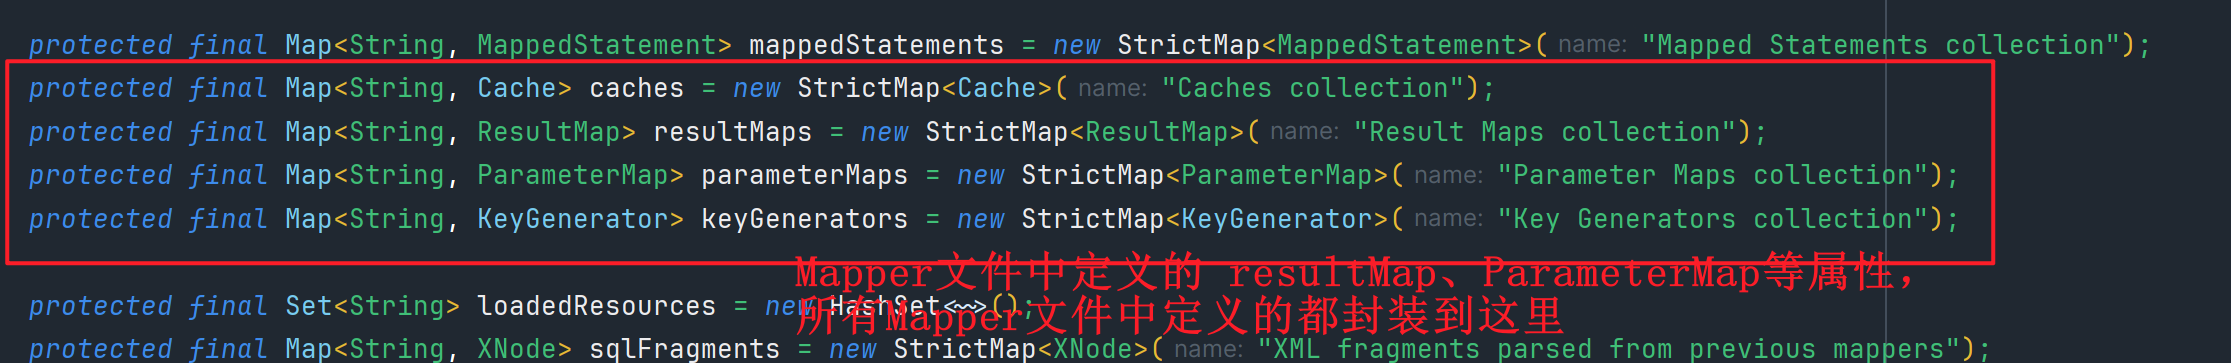 protected final Map<String, MappedStatement> mappedStatements = new StrictMap<MappedStatement>( name: "Mapped Statements collection");
protected final Map<String, Cache> caches = new StrictMap<Cache>( name: "Caches collection");
protected final Map<String, ResultMap> resultMaps = new StrictMap<ResultMap>( name: "Result Maps collection");
protected final Map<String, ParameterMap> parameterMaps = new StrictMap<ParameterMap>( name: "Parameter Maps collection");
protected final Map<String, KeyGenerator> keyGenerators = new StrictMap<KeyGenerator>( name: "Key Generators collection");
Mapper文件中定义的 resultMap、ParameterMap等属性，
protected final Set<String> loadedResources = new HashSet<~>();
所有Mapper文件中定义的都封装到这里
protected final Map<String, XNode> sqlFragments = new StrictMap<XNode>( name: "XML fragments parsed from previous mappers");